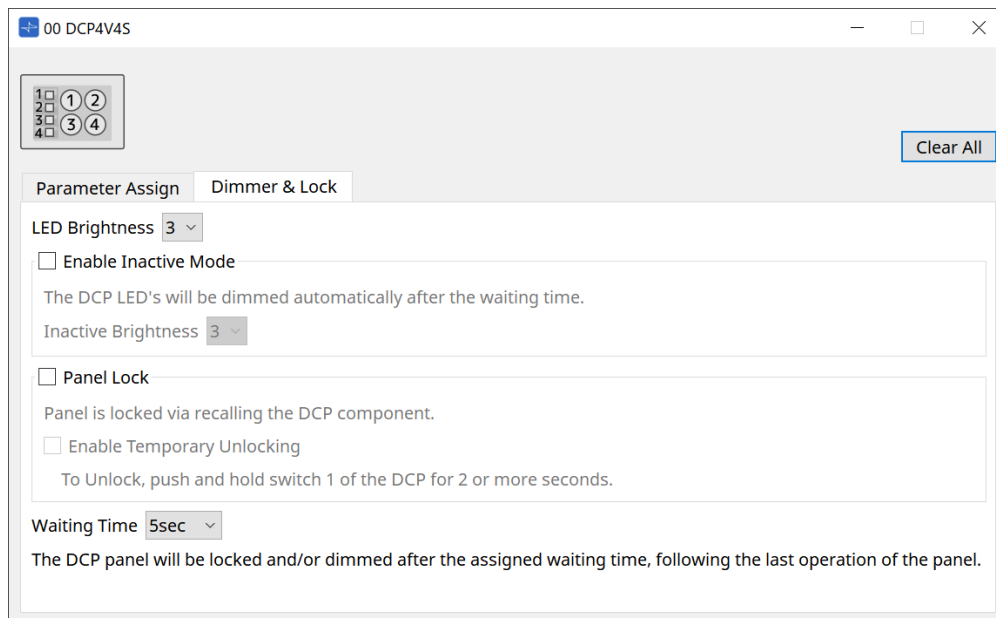 00 DCP4V4S
1 1 2
2
3 3 4
4
Clear All
Parameter Assign Dimmer & Lock
LED Brightness 3
Enable Inactive Mode
The DCP LED's will be dimmed automatically after the waiting time.
Inactive Brightness 3
Panel Lock
Panel is locked via recalling the DCP component.
Enable Temporary Unlocking
To Unlock, push and hold switch 1 of the DCP for 2 or more seconds.
Waiting Time 5sec
The DCP panel will be locked and/or dimmed after the assigned waiting time, following the last operation of the panel.